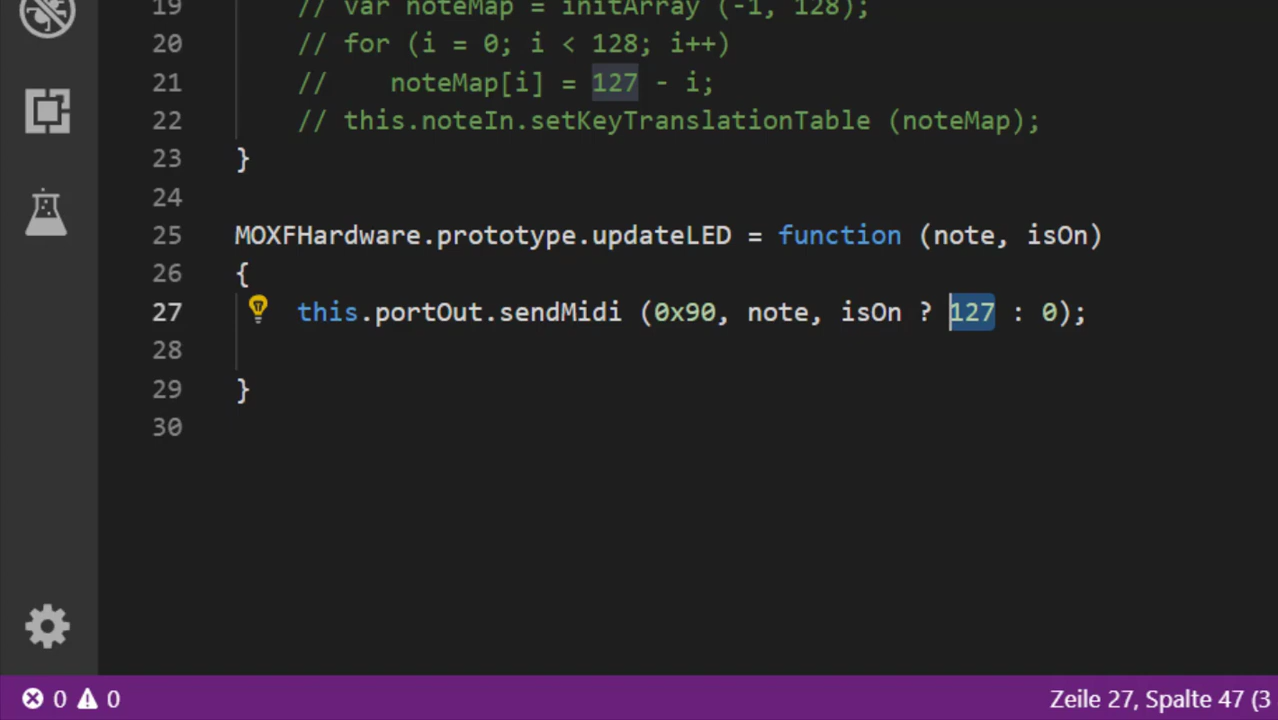 19 // var noteMap = initArray (-1, 128);
20 // for (i = 0; i < 128; i++)
21 //    noteMap[i] = 127 - i;
22 // this.noteIn.setKeyTranslationTable (noteMap);
23 }
24
25 MOXFHardware.prototype.updateLED = function (note, isOn)
26 {
27 this.portOut.sendMidi (0x90, note, isOn ? 127 : 0);
28
29 }
30
0 0 Zeile 27, Spalte 47 (3